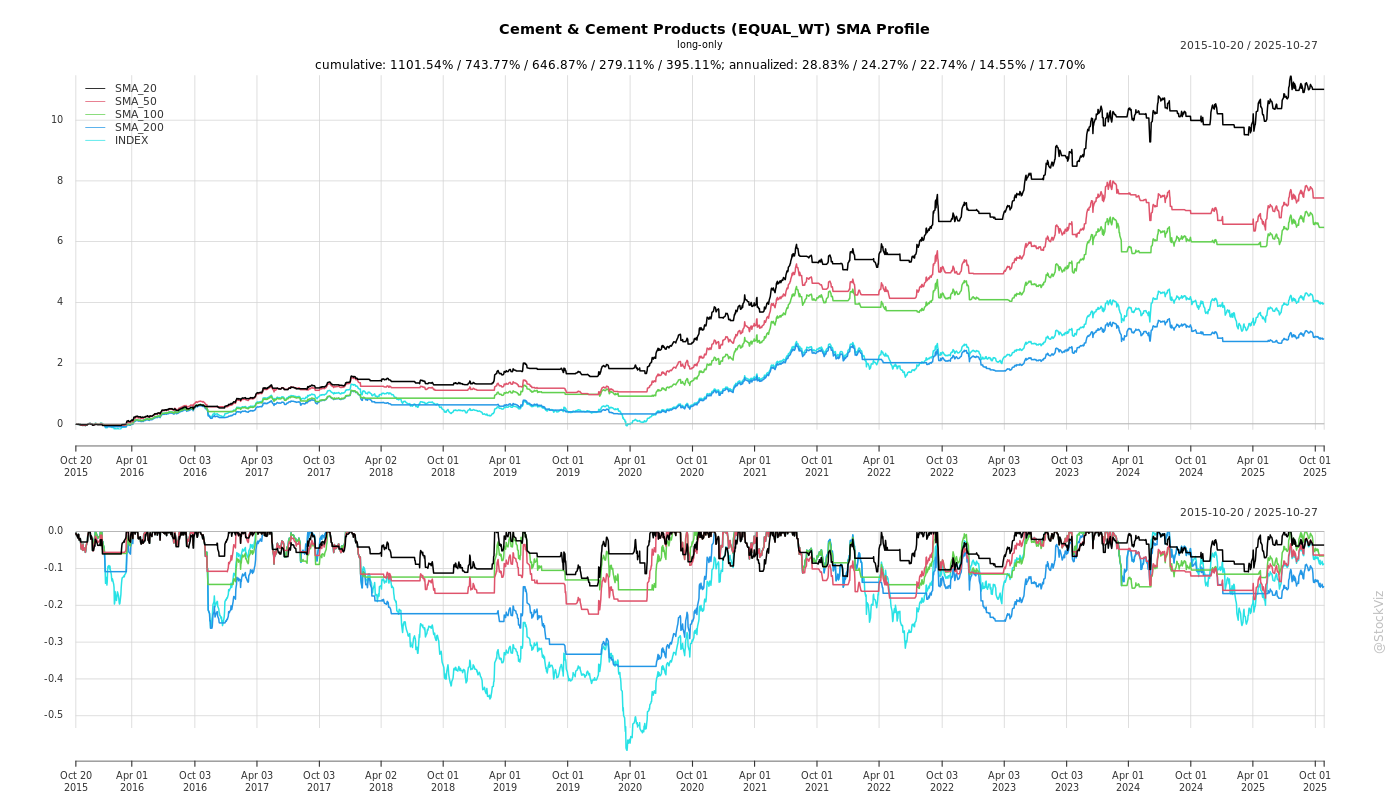 Cement & Cement Products (EQUAL_WT) SMA Profile
long-only
2015-10-20 / 2025-10-27
cumulative: 1101.54% / 743.77% / 646.87% / 279.11% / 395.11%; annualized: 28.83% / 24.27% / 22.74% / 14.55% / 17.70%
SMA_20
SMA_50
SMA_100
SMA_200
INDEX
10
8
6
4
2
0
Oct 20 Apr 01 Oct 03 Apr 03 Oct 03 Apr 02 Oct 01 Apr 01 Oct 01 Apr 01 Oct 01 Apr 01 Oct 01 Apr 01 Oct 03 Apr 03 Oct 03 Apr 01 Oct 01 Apr 01 Oct 01
2015 2016 2016 2017 2017 2018 2018 2019 2019 2020 2020 2021 2021 2022 2022 2023 2023 2024 2024 2025 2025
2015-10-20 / 2025-10-27
0.0
-0.1
-0.2
-0.3
-0.4
-0.5
Oct 20 Apr 01 Oct 03 Apr 03 Oct 03 Apr 02 Oct 01 Apr 01 Oct 01 Apr 01 Oct 01 Apr 01 Oct 01 Apr 01 Oct 03 Apr 03 Oct 03 Apr 01 Oct 01 Apr 01 Oct 01
2015 2016 2016 2017 2017 2018 2018 2019 2019 2020 2020 2021 2021 2022 2022 2023 2023 2024 2024 2025 2025
@StockViz